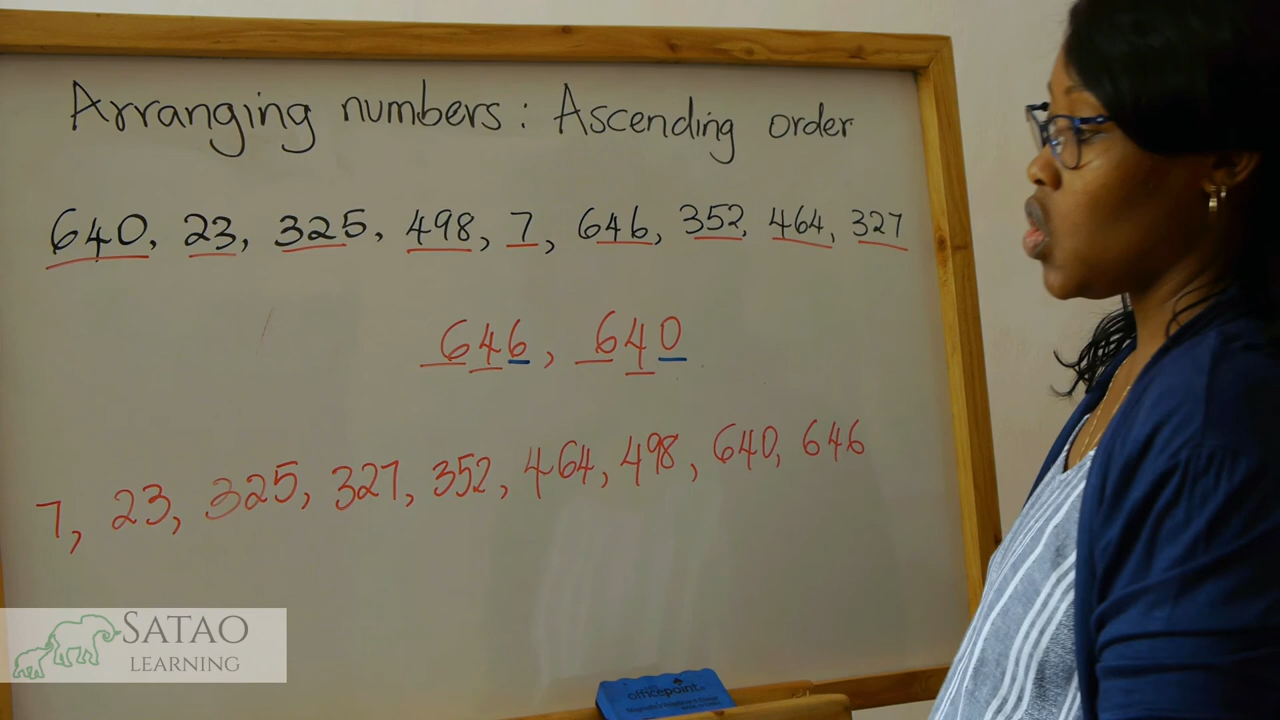 Arranging numbers: Ascending order
640, 23, 325, 498, 7, 646, 352, 464, 327
646, 640
7, 23, 325, 327, 352, 464, 498, 640, 646
SATAO
LEARNING
officepoint